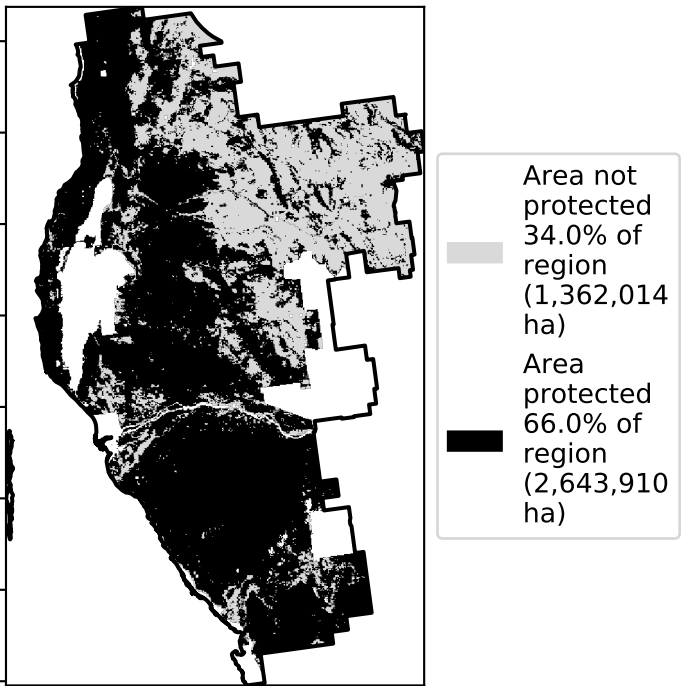 Area not
protected
34.0% of
region
(1,362,014
ha)
Area
protected
66.0% of
region
(2,643,910
ha)